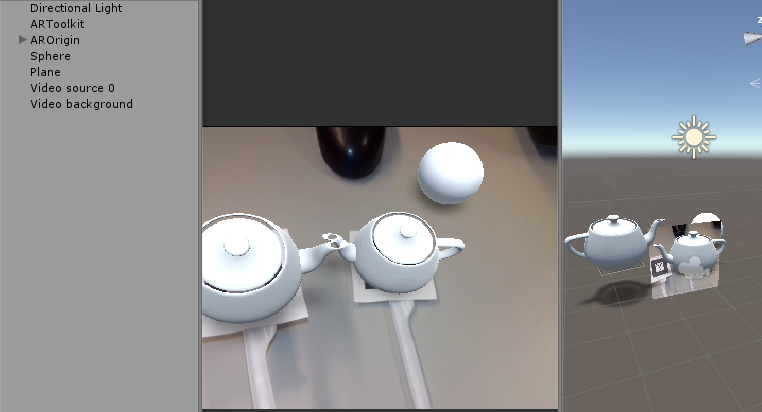 Directional Light
ARToolkit
AROrigin
Sphere
Plane
Video source 0
Video background
z